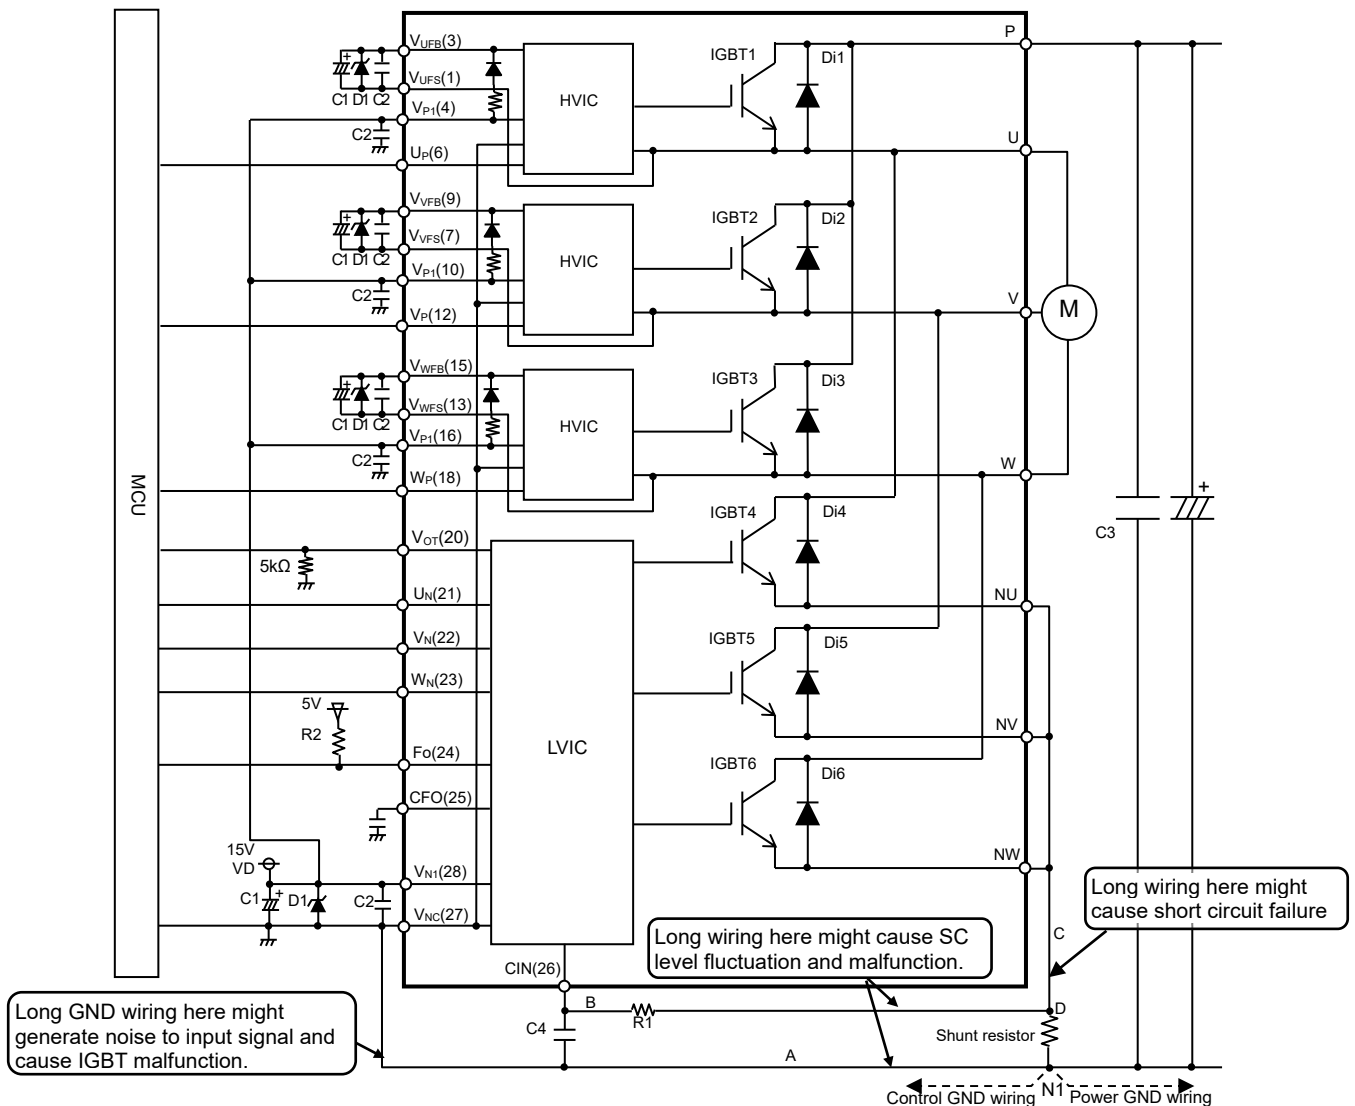 P
VUFB(3)
IGBT1
Di1
HVIC
VUFS(1)
C1 D1 C2
VP1(4)
C2
UP(6)
U
VVFB(9)
IGBT2
Di2
HVIC
VVFS(7)
C1 D1 C2
VP1(10)
C2
VP(12)
V
M
VWFB(15)
IGBT3
Di3
HVIC
VWFS(13)
C1 D1 C2
VP1(16)
C2
WP(18)
W
MCU
IGBT4
Di4
C3
+
VOT(20)
5kΩ
UN(21)
NU
VN(22)
IGBT5
Di5
WN(23)
5V
R2
NV
LVIC
Fo(24)
IGBT6
Di6
CFO(25)
15V
VD
NW
VN1(28)
C1
+
D1
C2
VNC(27)
Long wiring here might
cause short circuit failure
Long wiring here might cause SC
level fluctuation and malfunction.
C
CIN(26)
B
R1
D
C4
Shunt resistor
Long GND wiring here might
generate noise to input signal and
cause IGBT malfunction.
A
Control GND wiring
N1
Power GND wiring